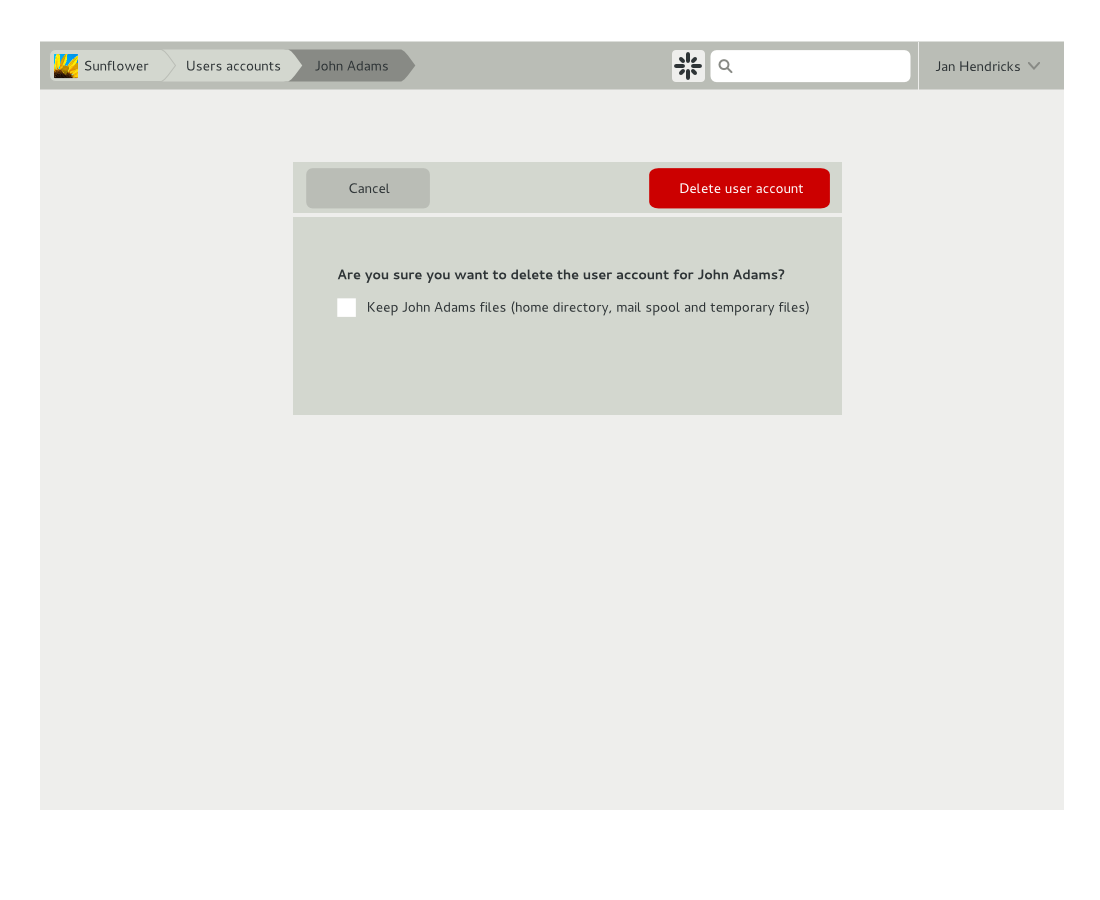 Sunflower
Users accounts
John Adams
Jan Hendricks
Cancel
Delete user account
Are you sure you want to delete the user account for John Adams?
Keep John Adams files (home directory, mail spool and temporary files)